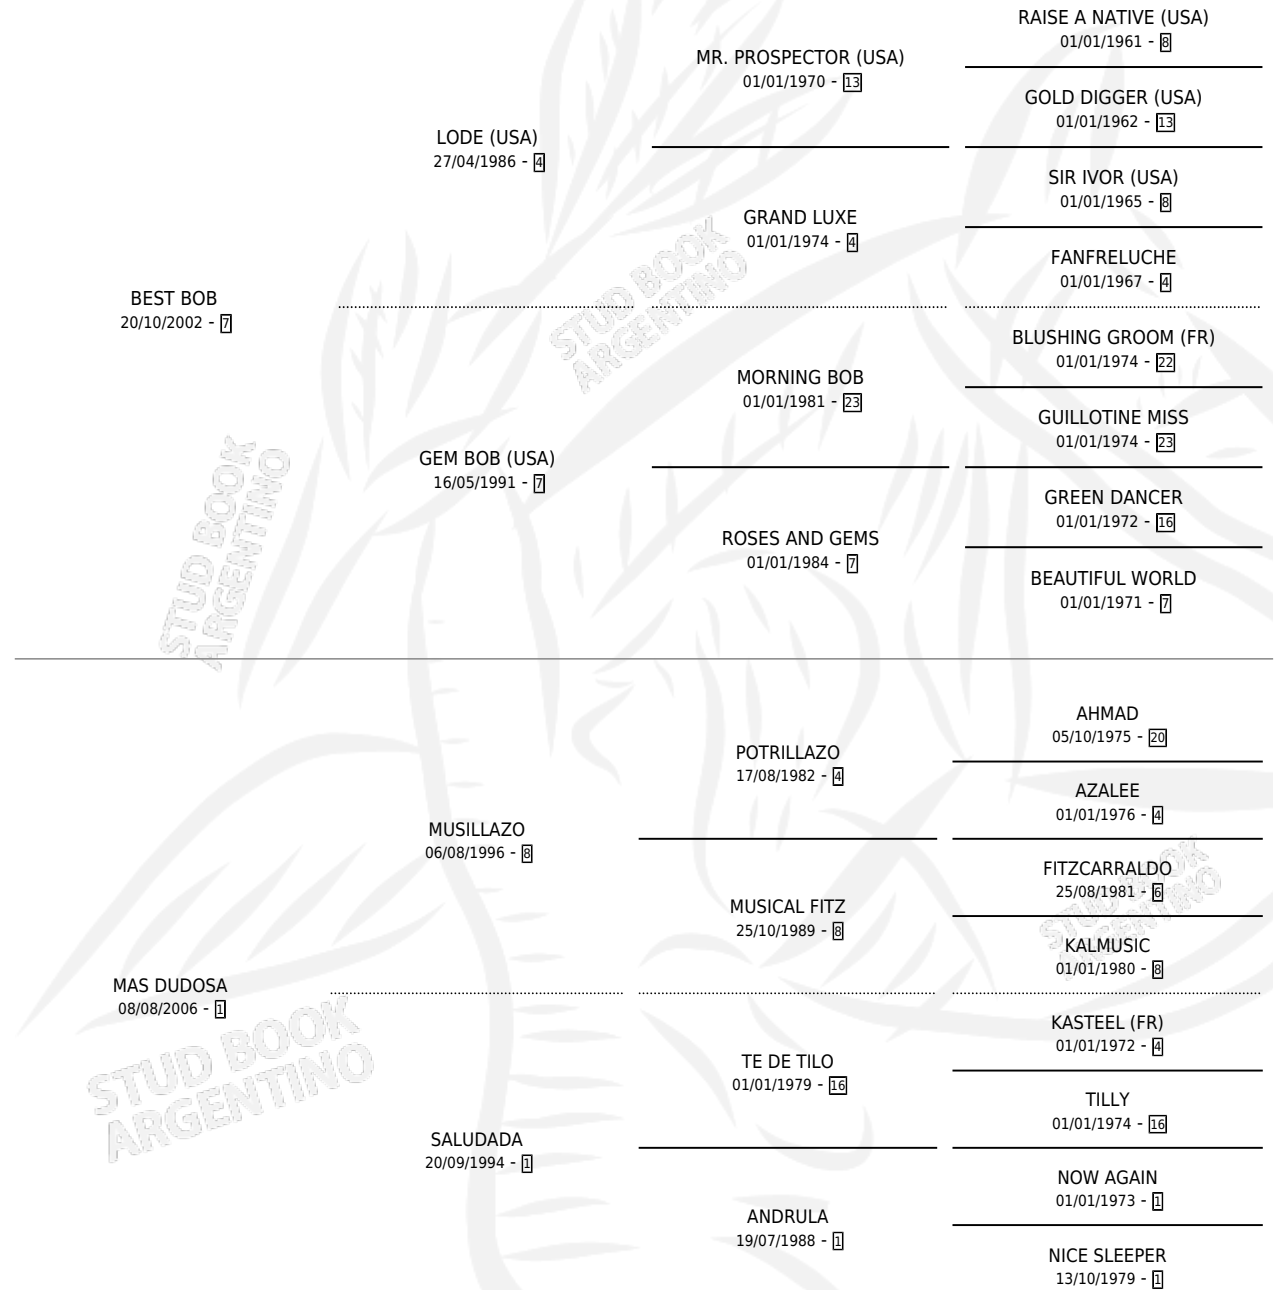 RAISE A NATIVE (USA)
01/01/1961 - 8
MR. PROSPECTOR (USA)
01/01/1970 - 13
GOLD DIGGER (USA)
01/01/1962 - 13
LODE (USA)
27/04/1986 - 4
SIR IVOR (USA)
01/01/1965 - 8
GRAND LUXE
01/01/1974 - 4
FANFRELUCHE
01/01/1967 - 4
BEST BOB
20/10/2002 - 7
BLUSHING GROOM (FR)
01/01/1974 - 22
MORNING BOB
01/01/1981 - 23
GUILLOTINE MISS
01/01/1974 - 23
GEM BOB (USA)
16/05/1991 - 7
GREEN DANCER
01/01/1972 - 16
ROSES AND GEMS
01/01/1984 - 7
BEAUTIFUL WORLD
01/01/1971 - 7
AHMAD
05/10/1975 - 20
POTRILLAZO
17/08/1982 - 4
AZALEE
01/01/1976 - 4
MUSILLAZO
06/08/1996 - 8
FITZCARRALDO
25/08/1981 - 6
MUSICAL FITZ
25/10/1989 - 8
KALMUSIC
01/01/1980 - 8
MAS DUDOSA
08/08/2006 - 1
KASTEEL (FR)
01/01/1972 - 4
TE DE TILO
01/01/1979 - 16
TILLY
01/01/1974 - 16
SALUDADA
20/09/1994 - 1
NOW AGAIN
01/01/1973 - 1
ANDRULA
19/07/1988 - 1
NICE SLEEPER
13/10/1979 - 1
STUD BOOK
ARGENTINO
STUD BOOK
ARGENTINO
STUD BOOK
ARGENTINO
STUD BOOK
ARGENTINO